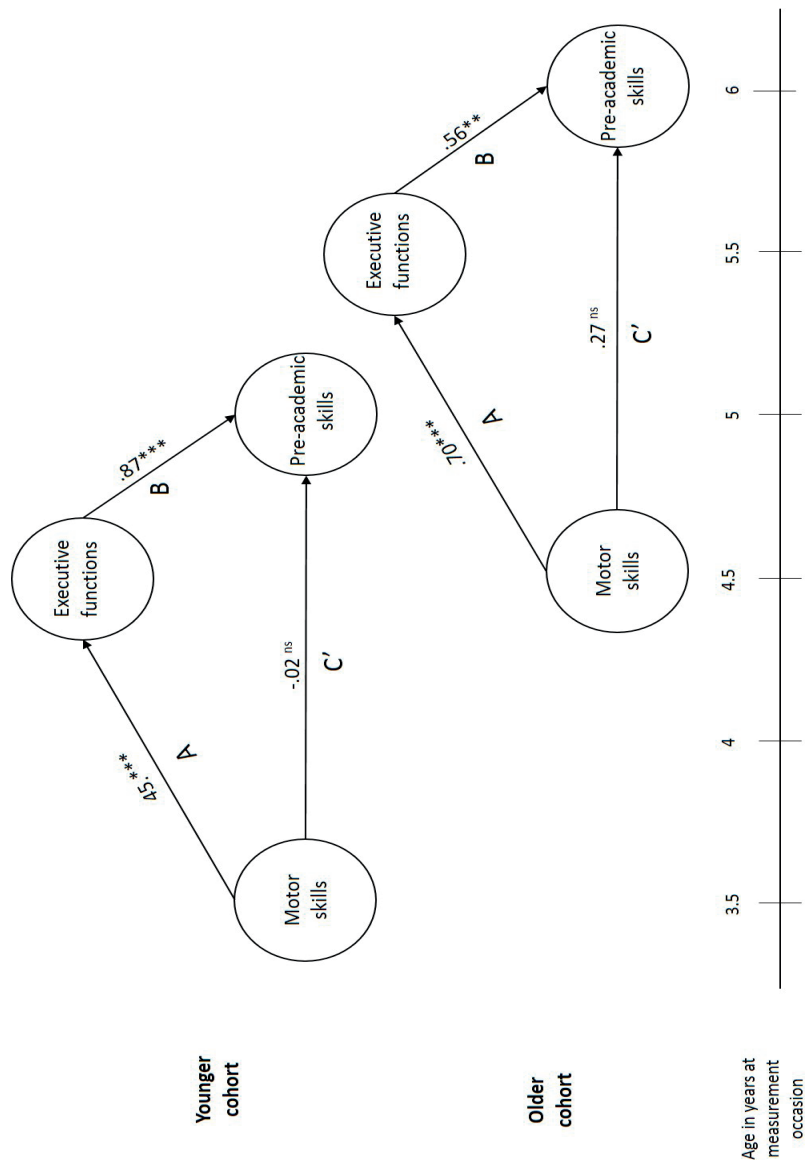 Executive
functions
45.***
.87***
A
B
Younger
cohort
Motor
skills
-.02 ns
C’
Pre-academic
skills
Executive
functions
.70***
.56**
A
B
Older
cohort
Motor
skills
.27 ns
C’
Pre-academic
skills
Age in years at
measurement
occasion
3.5
4
4.5
5
5.5
6